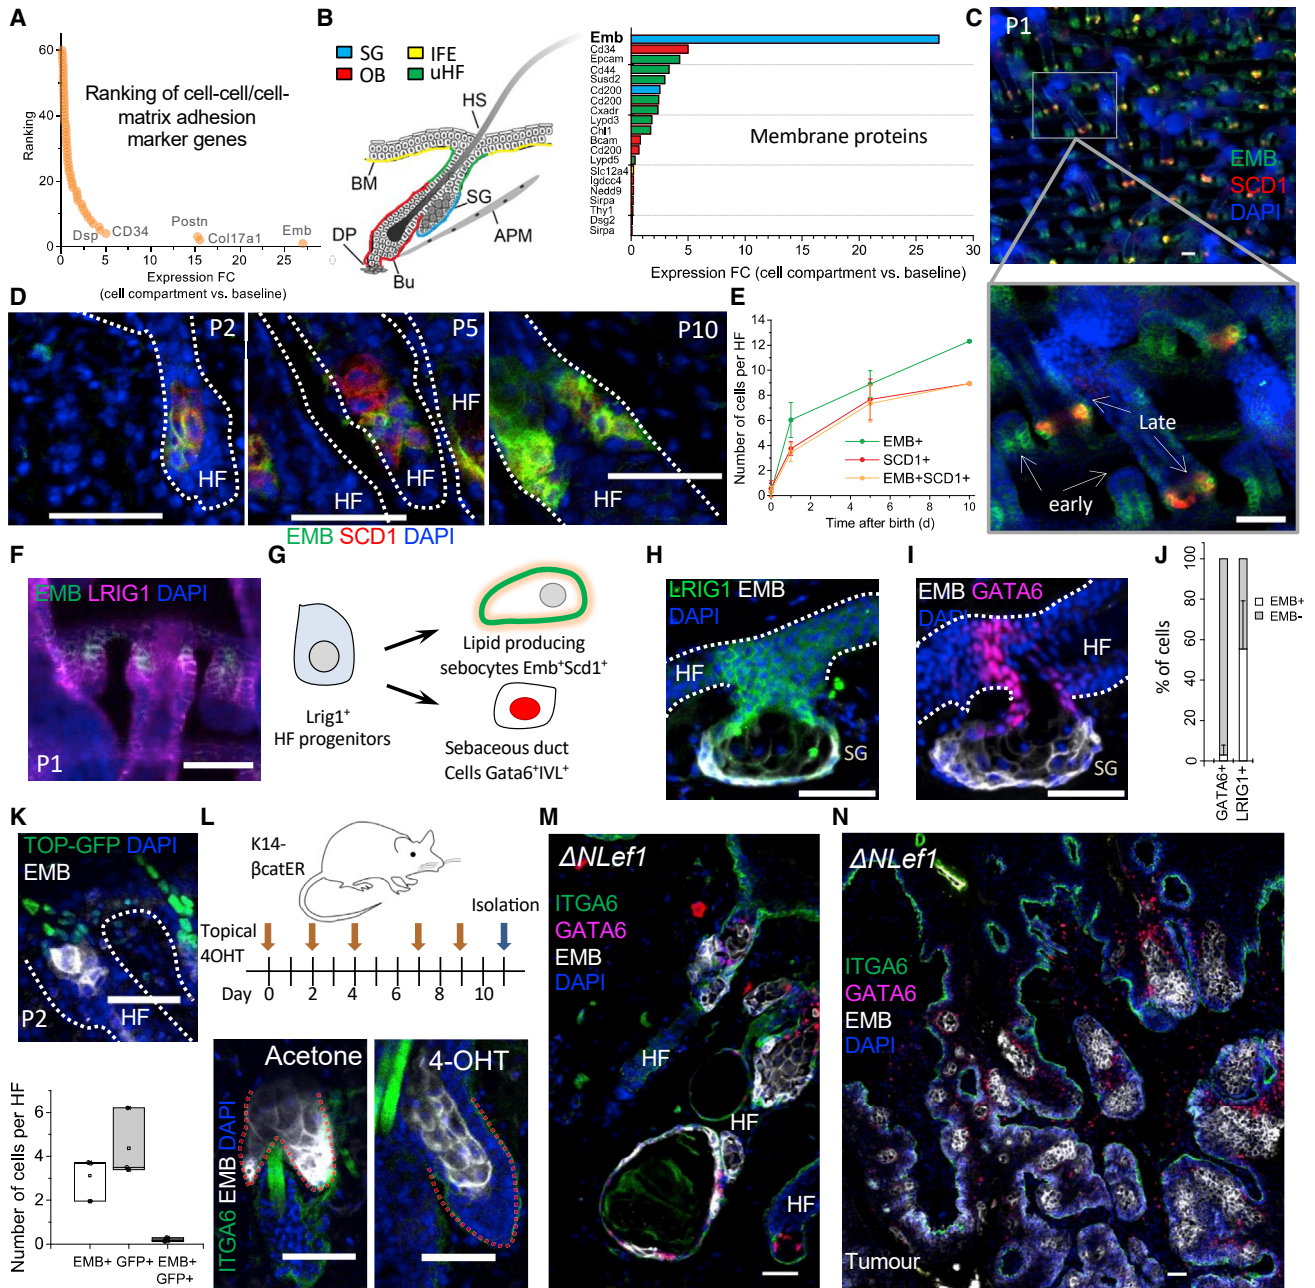 A
60
40
20
0
Ranking
Ranking of cell-cell/cell-
matrix adhesion
marker genes
Dsp
CD34
Postn
Col17a1
Emb
0
5
10
15
20
25
Expression FC
(cell compartment vs. baseline)
B
SG
IFE
OB
uHF
HS
BM
SG
APM
DP
Bu
0
Emb
Cd34
Epcam
Cd44
Susd2
Cd200
Cd200
Cxadr
Lypd3
Chl1
Bcam
Cd200
Lypd5
Slc12a4
Igdcc4
Nedd9
Sirpa
Thy1
Dsg2
Sirpa
Membrane proteins
0
5
10
15
20
25
30
Expression FC (cell compartment vs. baseline)
C
P1
EMB
SCD1
DAPI
Late
early
D
P2
HF
P5
HF
HF
HF
P10
HF
EMB SCD1 DAPI
E
14
12
10
8
6
4
2
0
Number of cells per HF
EMB+
SCD1+
EMB+SCD1+
0
2
4
6
8
10
Time after birth (d)
F
EMB LRIG1 DAPI
P1
G
Lrig1+
HF progenitors
Lipid producing
sebocytes Emb+Scd1+
Sebaceous duct
Cells Gata6+IVL+
H
LRIG1 EMB
DAPI
HF
SG
I
EMB GATA6
DAPI
HF
SG
J
100
80
60
40
20
0
% of cells
EMB+
EMB-
GATA6+
LRIG1+
K
TOP-GFP DAPI
EMB
P2
HF
Number of cells per HF
6
4
2
0
EMB+
GFP+
EMB+
GFP+
L
K14-
βcatER
Isolation
Topical
4OHT
Day
0
2
4
6
8
10
Acetone
4-OHT
ITGA6 EMB DAPI
M
ΔNLef1
ITGA6
GATA6
EMB
DAPI
HF
HF
HF
N
ΔNLef1
ITGA6
GATA6
EMB
DAPI
Tumour